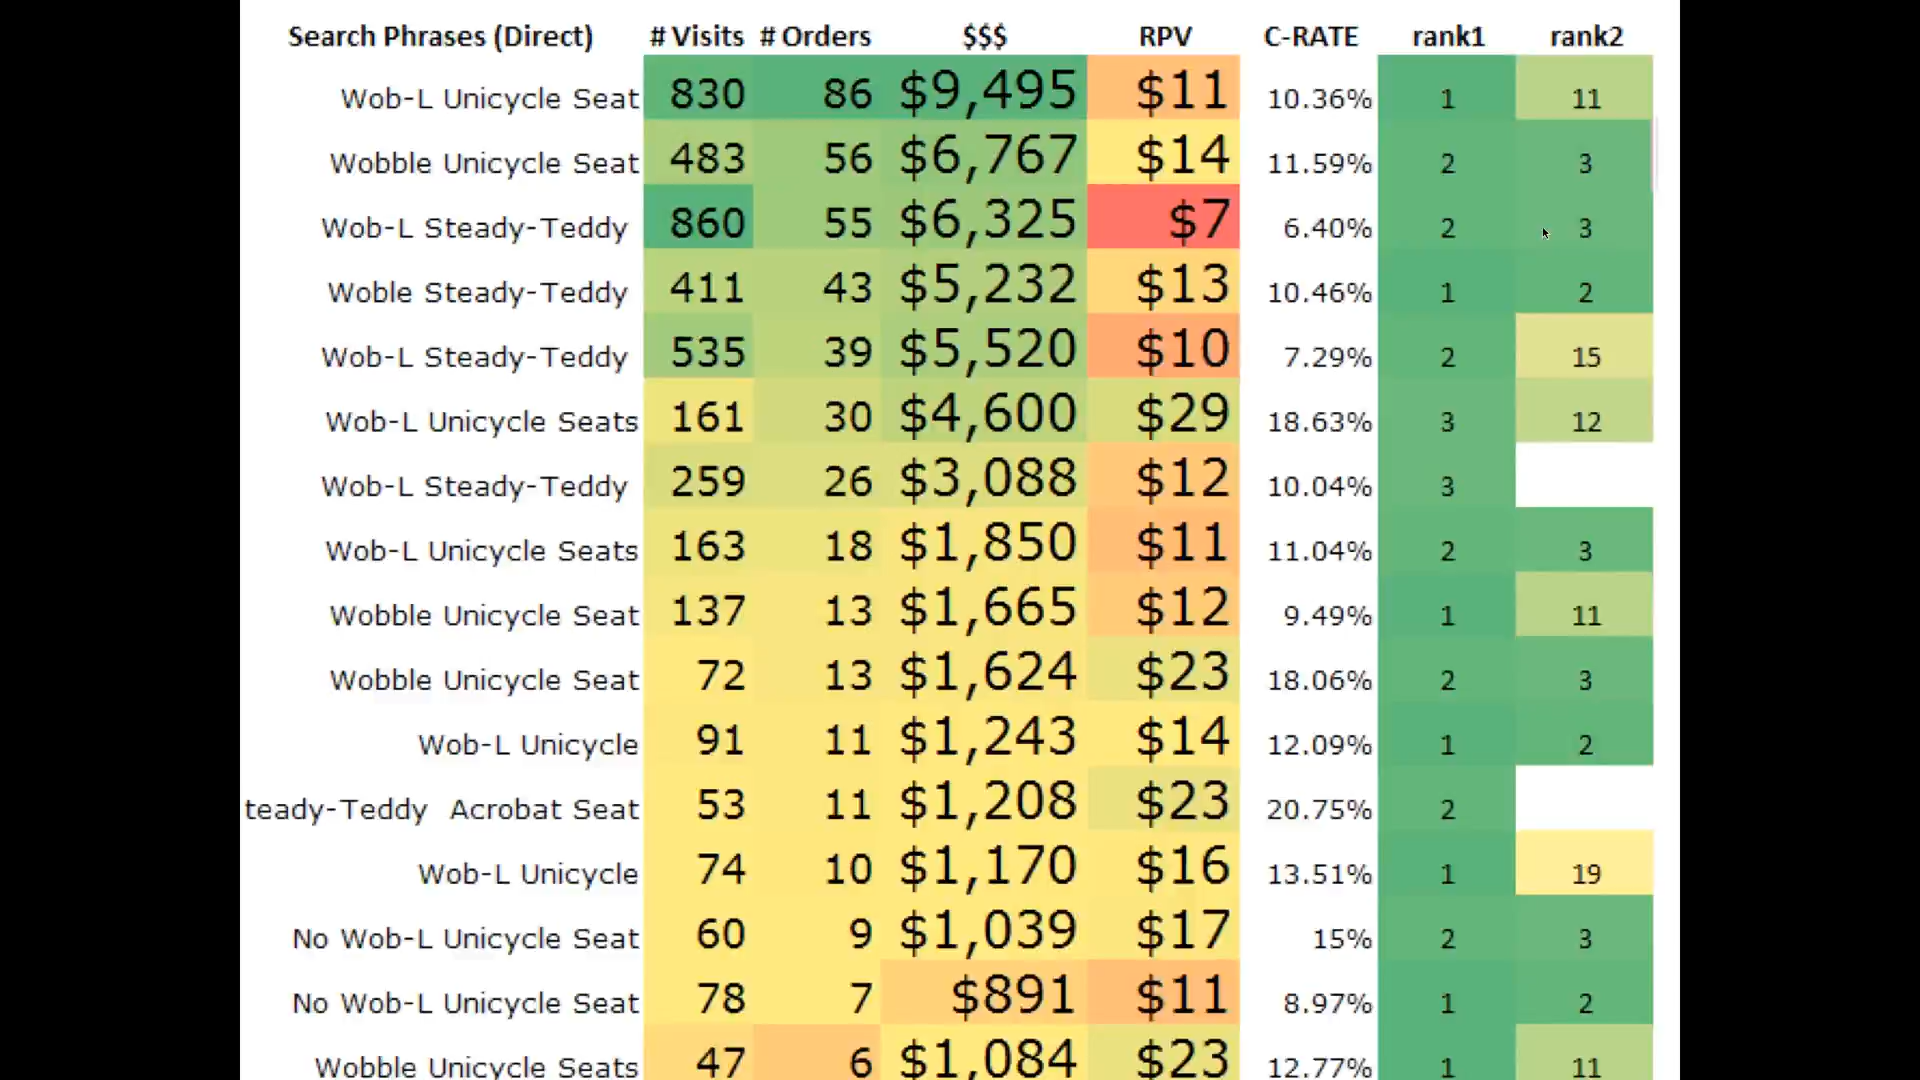 Search Phrases (Direct) # Visits # Orders $$$ RPV C-RATE rank1 rank2
Wob-L Unicycle Seat 830 86 $9,495 $11 10.36% 1 11
Wobble Unicycle Seat 483 56 $6,767 $14 11.59% 2 3
Wob-L Steady-Teddy 860 55 $6,325 $7 6.40% 2 3
Woble Steady-Teddy 411 43 $5,232 $13 10.46% 1 2
Wob-L Steady-Teddy 535 39 $5,520 $10 7.29% 2 15
Wob-L Unicycle Seats 161 30 $4,600 $29 18.63% 3 12
Wob-L Steady-Teddy 259 26 $3,088 $12 10.04% 3
Wob-L Unicycle Seats 163 18 $1,850 $11 11.04% 2 3
Wobble Unicycle Seat 137 13 $1,665 $12 9.49% 1 11
Wobble Unicycle Seat 72 13 $1,624 $23 18.06% 2 3
Wob-L Unicycle 91 11 $1,243 $14 12.09% 1 2
teady-Teddy Acrobat Seat 53 11 $1,208 $23 20.75% 2
Wob-L Unicycle 74 10 $1,170 $16 13.51% 1 19
No Wob-L Unicycle Seat 60 9 $1,039 $17 15% 2 3
No Wob-L Unicycle Seat 78 7 $891 $11 8.97% 1 2
Wobble Unicycle Seats 47 6 $1,084 $23 12.77% 1 11